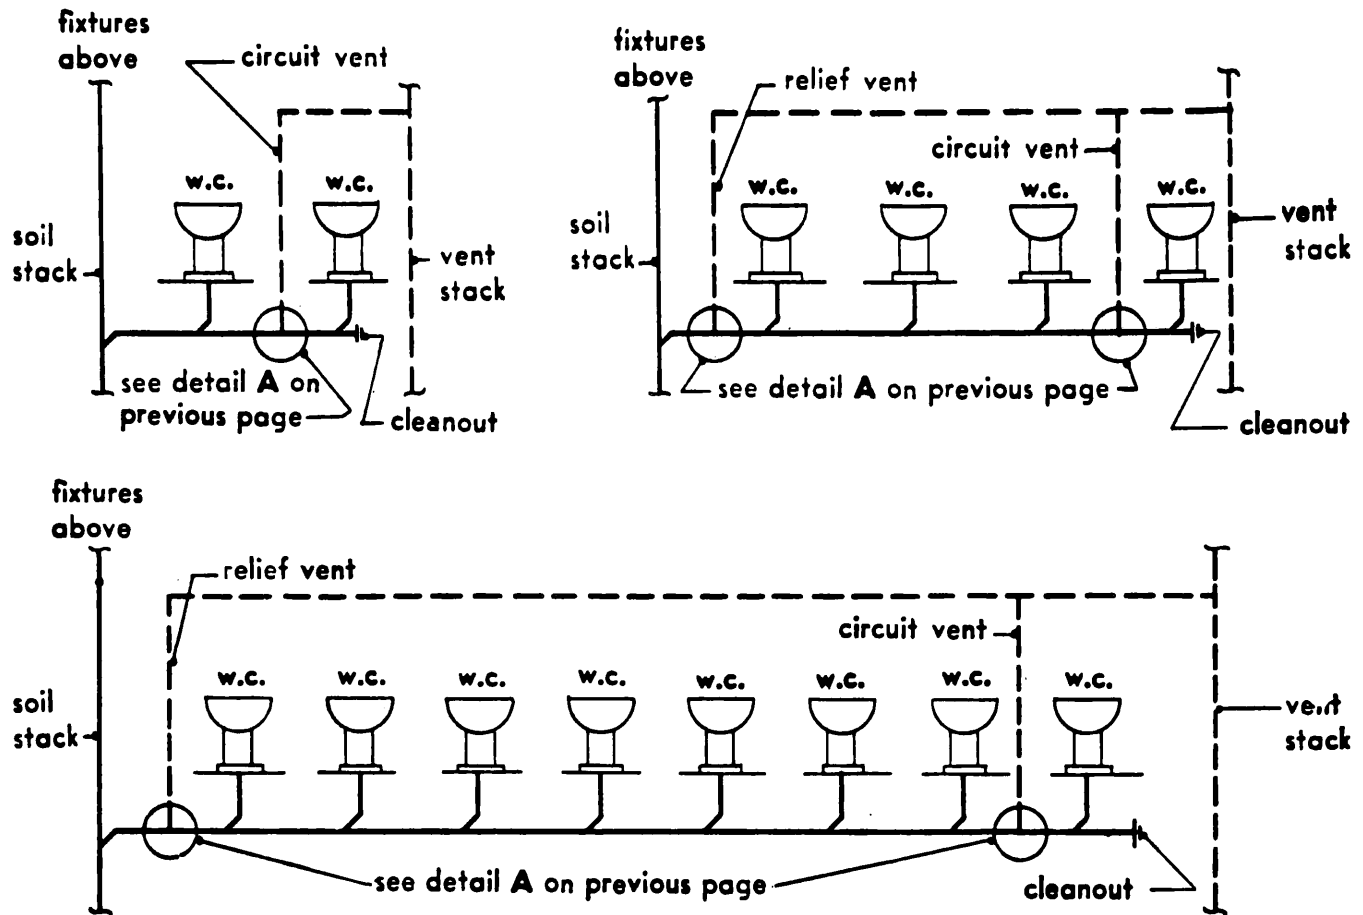 fixtures
above
circuit vent
w.c.
w.c.
soil
stack
vent
stack
see detail A on
previous page
cleanout
fixtures
above
relief vent
circuit vent
w.c.
w.c.
w.c.
w.c.
soil
stack
vent
stack
see detail A on previous page
cleanout
fixtures
above
relief vent
circuit vent
w.c.
w.c.
w.c.
w.c.
w.c.
w.c.
w.c.
w.c.
soil
stack
vent
stack
see detail A on previous page
cleanout